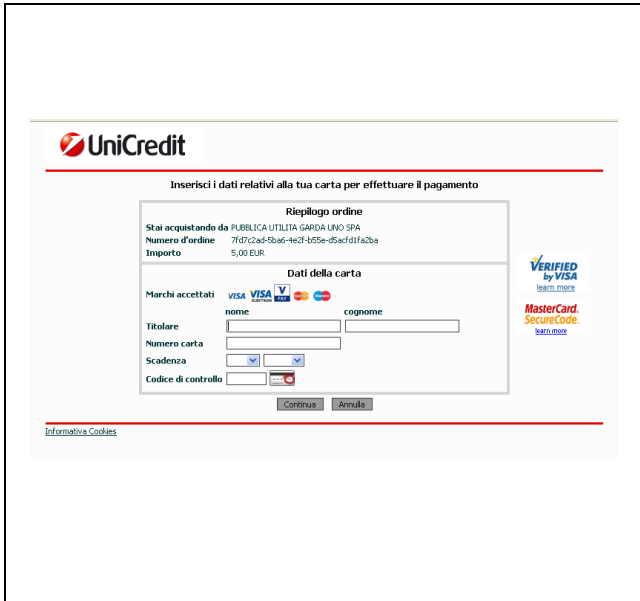 UniCredit
Inserisci i dati relativi alla tua carta per effettuare il pagamento
Riepilogo ordine
Stai acquistando da PUBBLICA UTILITA GARDA UNO SPA
Numero d'ordine 7fd7c2ad-5ba6-4e2f-b55e-d5acfd1fa2ba
Importo 5,00 EUR
Dati della carta
Marchi accettati VISA VISA ELECTRON V PAY
nome cognome
Titolare
Numero carta
Scadenza
Codice di controllo
Continua Annulla
VERIFIED
by VISA
learn more
MasterCard.
SecureCode.
learn more
Informativa Cookies